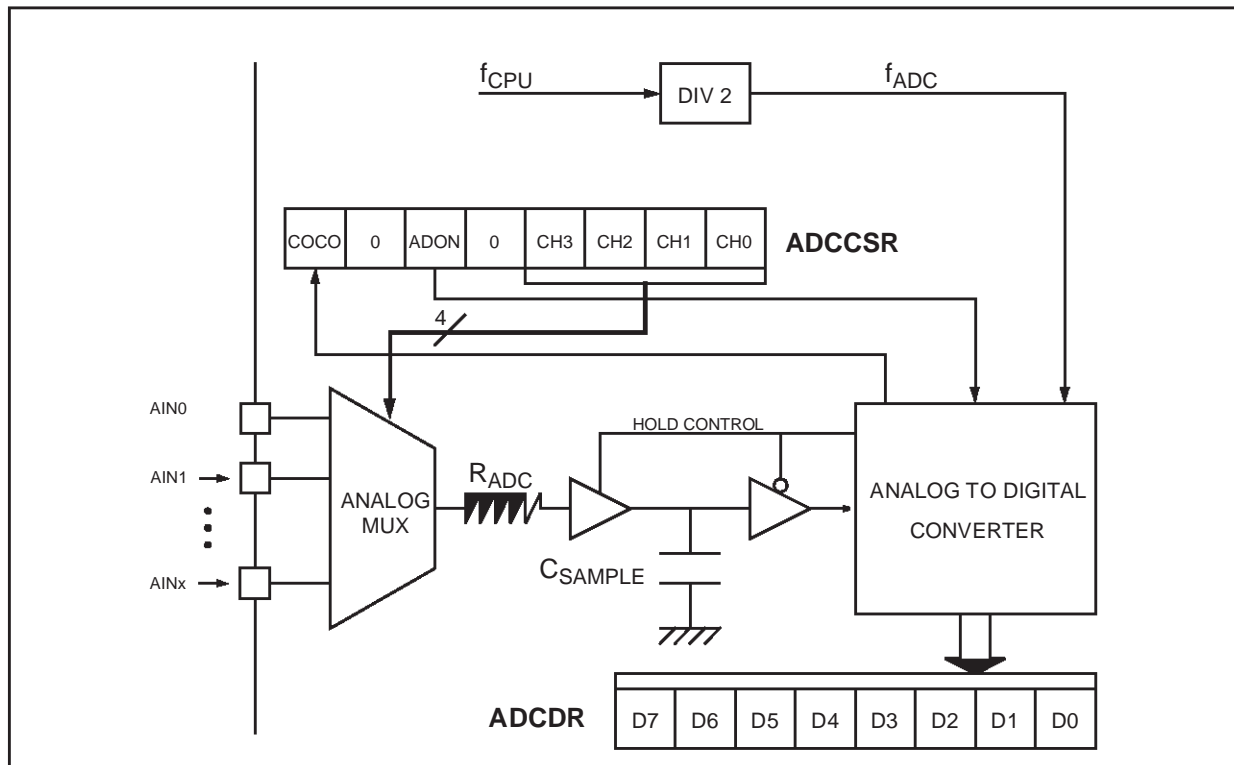 fCPU
DIV 2
fADC
COCO 0 ADON 0 CH3 CH2 CH1 CH0 ADCCSR
4
AIN0
HOLD CONTROL
AIN1
RADC
ANALOG
MUX
ANALOG TO DIGITAL
CONVERTER
CSAMPLE
AINx
ADCDR D7 D6 D5 D4 D3 D2 D1 D0